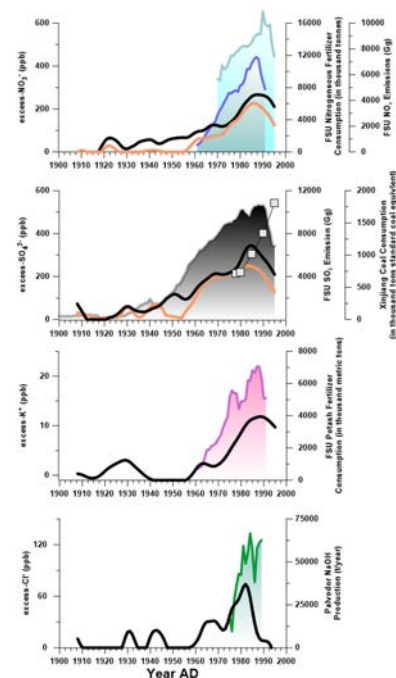 excess-NO₃⁻ (ppb)
600
400
200
0
16000
12000
8000
4000
0
FSU Nitrogeneous Fertilizer
Consumption (in thousand tonnes)
10000
8000
6000
4000
2000
0
FSU NOₓ Emissions (Gg)
1900 1910 1920 1930 1940 1950 1960 1970 1980 1990 2000
excess-SO₄²⁻ (ppb)
600
400
200
0
12000
8000
4000
0
FSU SO₂ Emission (Gg)
2000
1500
1000
500
0
Xinjiang Coal Consumption
(in thousand tons standard coal equivlent)
1900 1910 1920 1930 1940 1950 1960 1970 1980 1990 2000
excess-K⁺ (ppb)
20
10
0
8000
6000
4000
2000
0
FSU Potash Fertilizer
Consumption (in thousand metric tons)
1900 1910 1920 1930 1940 1950 1960 1970 1980 1990 2000
excess-Cl⁻ (ppb)
120
60
0
75000
50000
25000
0
Palvodor NaOH
Production (t/year)
1900 1910 1920 1930 1940 1950 1960 1970 1980 1990 2000
Year AD